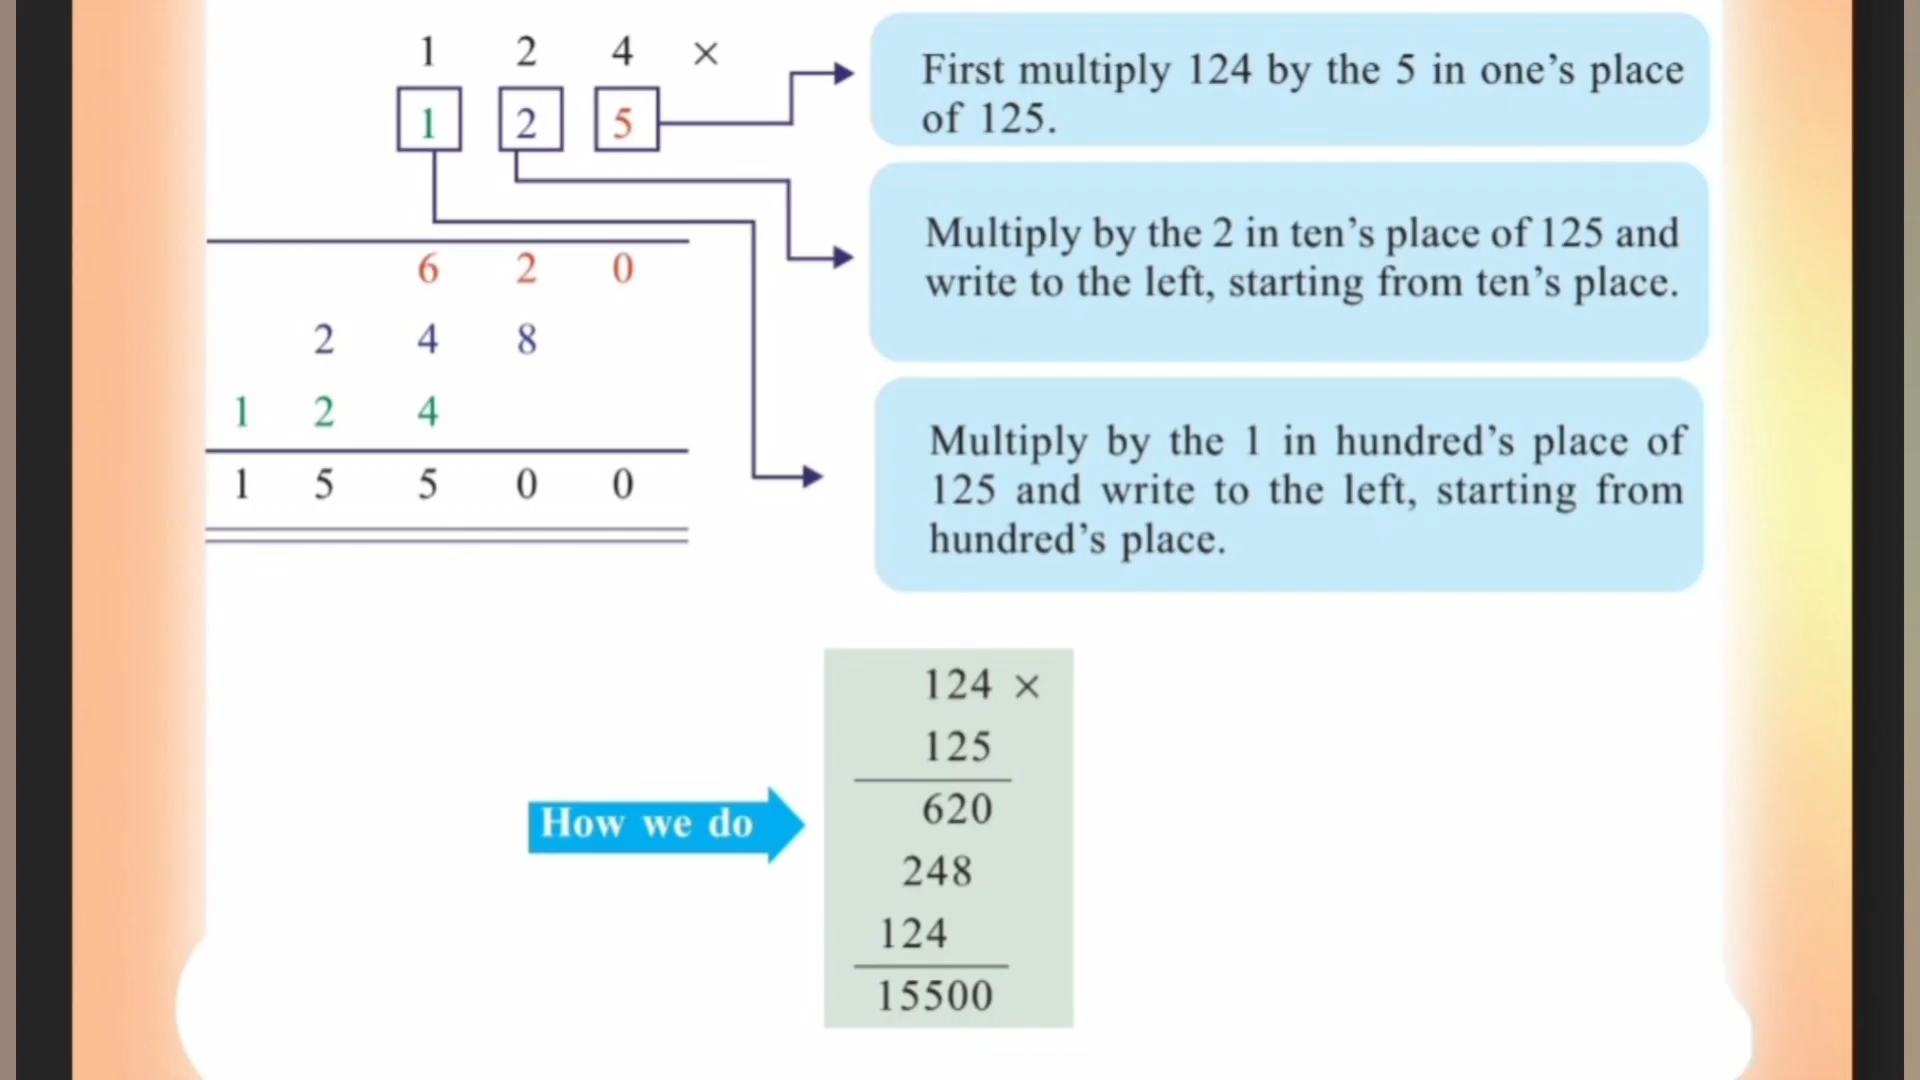 1 2 4 ×
1 2 5
6 2 0
2 4 8
1 2 4
1 5 5 0 0
First multiply 124 by the 5 in one’s place
of 125.
Multiply by the 2 in ten’s place of 125 and
write to the left, starting from ten’s place.
Multiply by the 1 in hundred’s place of
125 and write to the left, starting from
hundred’s place.
How we do
124 ×
125
620
248
124
15500